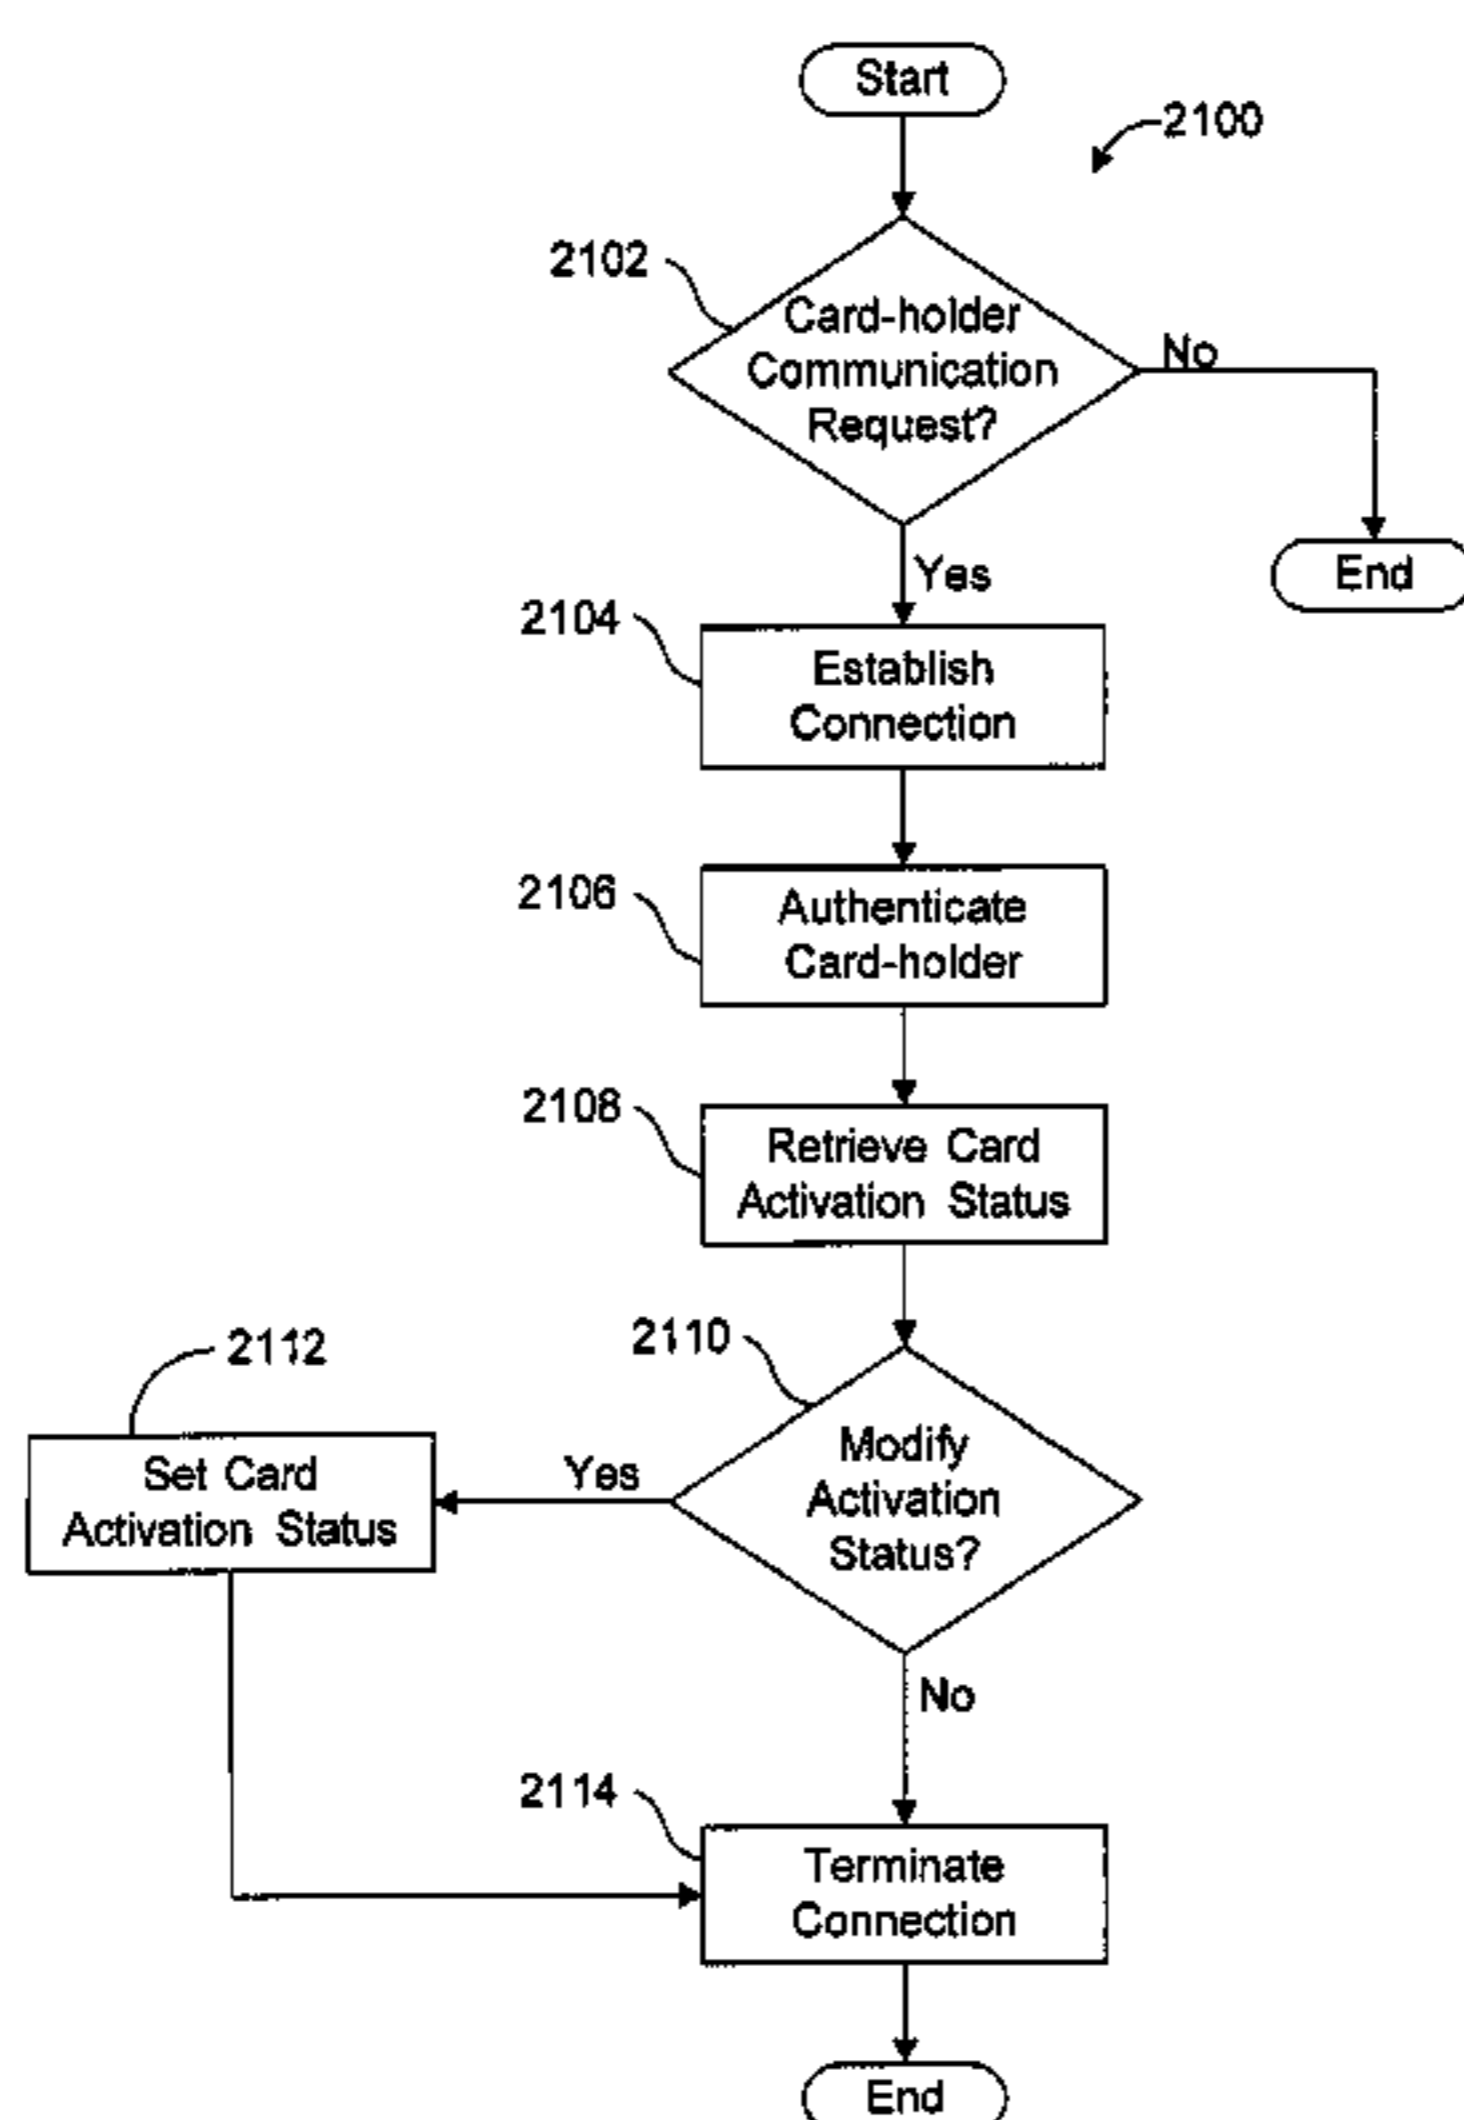 Start
2100
2102
Card-holder
Communication
Request?
No
End
Yes
2104
Establish
Connection
2106
Authenticate
Card-holder
2108
Retrieve Card
Activation Status
2110
Modify
Activation
Status?
Yes
2112
Set Card
Activation Status
No
2114
Terminate
Connection
End